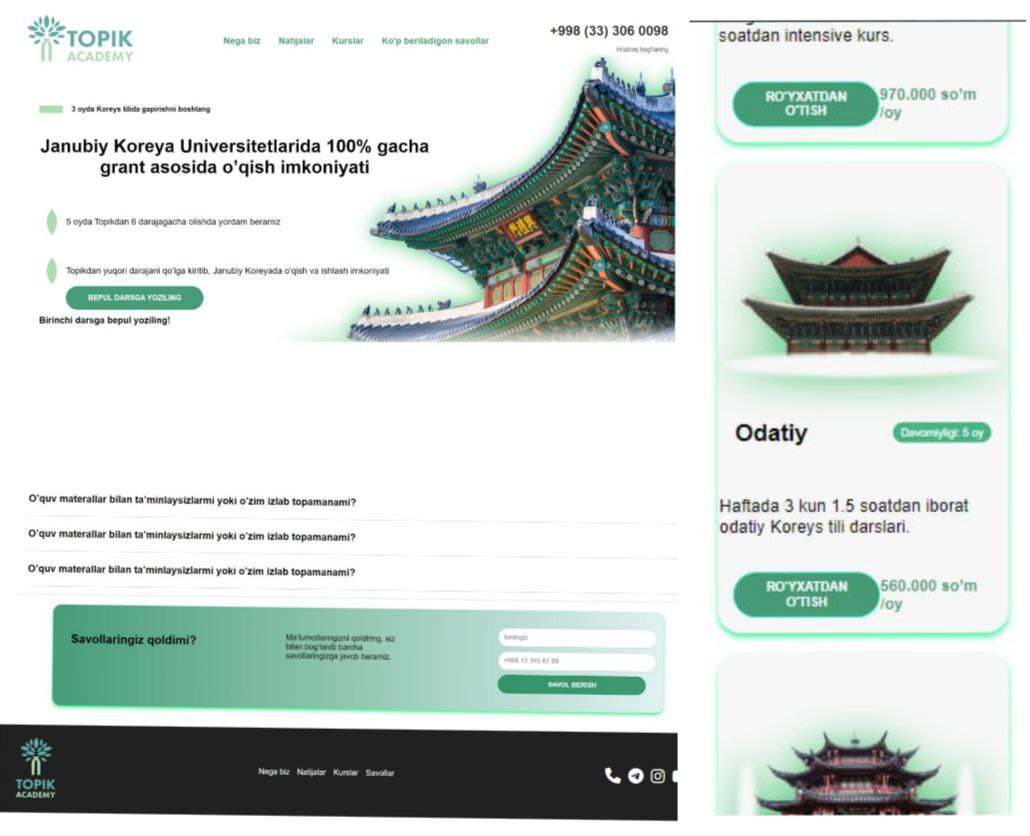 TOPIK
ACADEMY
Nega biz Natijalar Kurslar Ko'p beriladigon savollar
+998 (33) 306 0098
Hoziroq bog'laning
3 oyda Koreys tilida gapirishni boshlang
Janubiy Koreya Universitetlarida 100% gacha
grant asosida o'qish imkoniyati
5 oyda Topikdan 6 darajagacha olishda yordam beramiz
Topikdan yuqori darajani qo'lga kiritib, Janubiy Koreyada o'qish va ishlash imkoniyati
BEPUL DARSGA YOZILING
Birinchi darsga bepul yoziling!
O'quv materallar bilan ta'minlaysizlarmi yoki o'zim izlab topamanami?
O'quv materallar bilan ta'minlaysizlarmi yoki o'zim izlab topamanami?
O'quv materallar bilan ta'minlaysizlarmi yoki o'zim izlab topamanami?
Savollaringiz qoldimi?
Ma'lumotlaringizni qoldiring, siz
bilan bog'lanib barcha
savollaringizga javob beramiz.
Ismingiz
+998 12 345 67 89
SAVOL BERISH
TOPIK
ACADEMY
Nega biz Natijalar Kurslar Savollar
soatdan intensive kurs.
RO'YXATDAN
O'TISH
970.000 so'm
/oy
Odatiy
Davomiyligi: 5 oy
Haftada 3 kun 1.5 soatdan iborat
odatiy Koreys tili darslari.
RO'YXATDAN
O'TISH
560.000 so'm
/oy